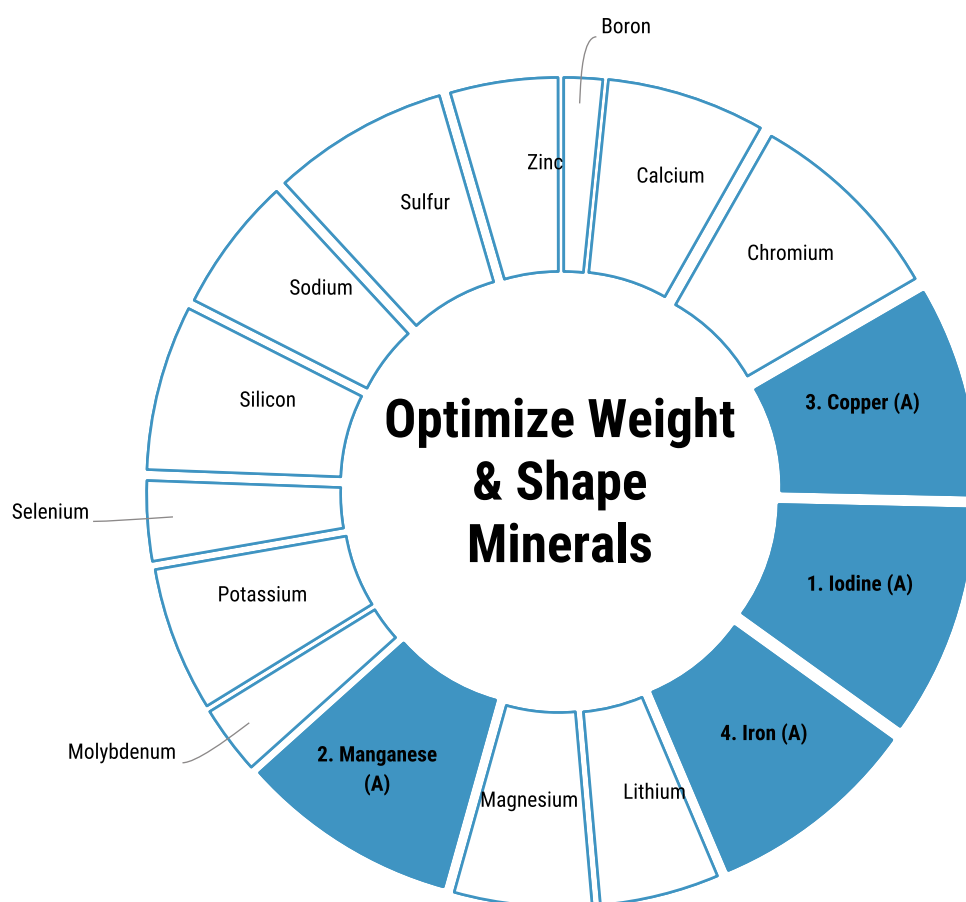 Boron
Zinc
Calcium
Sulfur
Chromium
Sodium
Silicon
3. Copper (A)
Optimize Weight
& Shape
Minerals
Selenium
1. Iodine (A)
Potassium
4. Iron (A)
Molybdenum
2. Manganese
(A)
Magnesium
Lithium